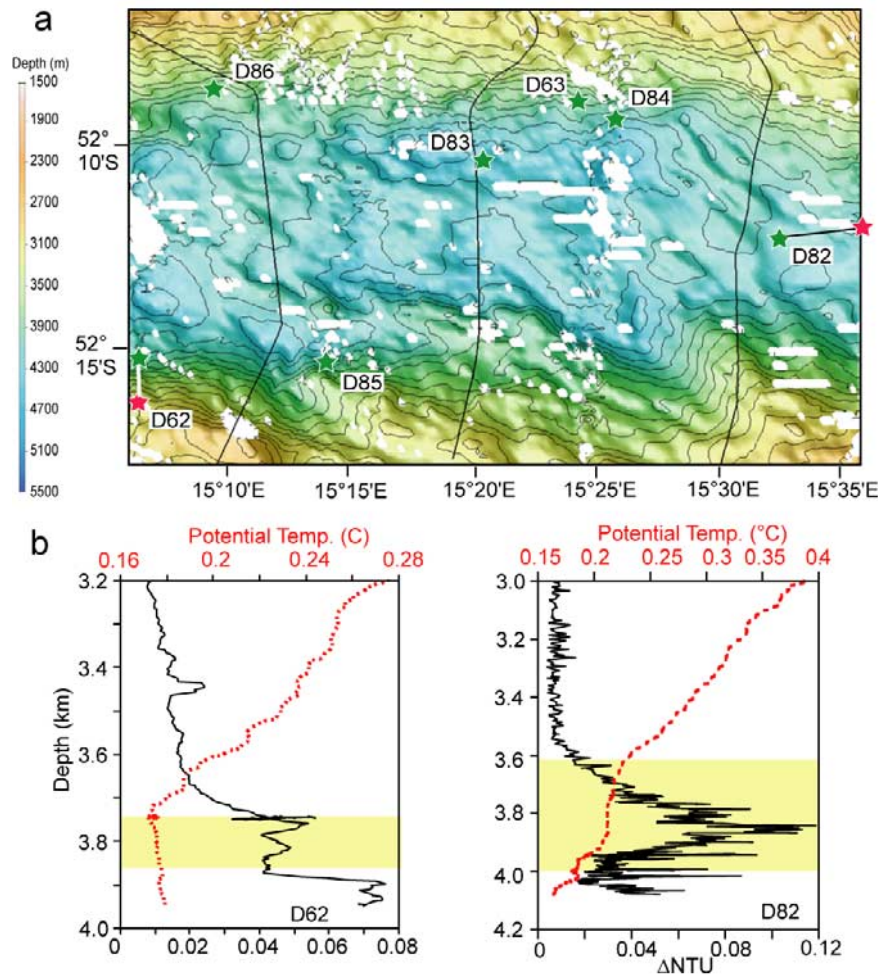 a
Depth (m)
1500
1900
2300
2700
3100
3500
3900
4300
4700
5100
5500
52°
10'S
52°
15'S
D86
D63
D84
D83
D82
D85
D62
15°10'E
15°15'E
15°20'E
15°25'E
15°30'E
15°35'E
b
Potential Temp. (C)
0.16
0.2
0.24
0.28
3.2
3.4
3.6
3.8
4.0
Depth (km)
D62
0
0.02
0.04
0.06
0.08
Potential Temp. (°C)
0.16
0.2
0.3
0.36
0.4
3.0
3.2
3.4
3.6
3.8
4.0
4.2
D82
0
0.04
0.08
0.12
ΔNTU